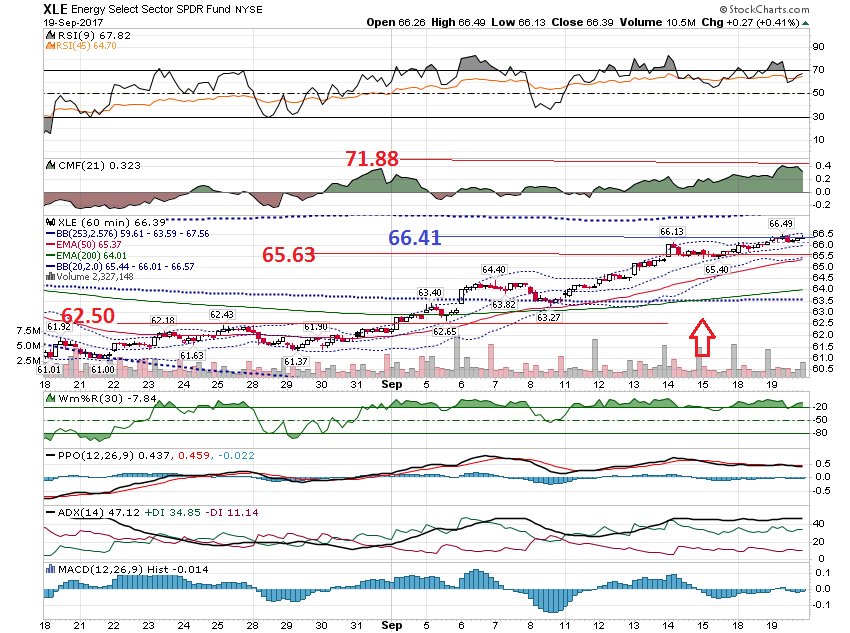 XLE Energy Select Sector SPDR Fund NYSE
© StockCharts.com
19-Sep-2017
Open 66.26 High 66.49 Low 66.13 Close 66.39 Volume 10.5M Chg +0.27 (+0.41%)
RSI(9) 67.82
RSI(45) 64.70
90
70
50
30
10
71.88
CMF(21) 0.323
0.4
0.2
0.0
-0.2
XLE (60 min) 66.39
BB(253,2.576) 59.61 - 63.59 - 67.56
EMA(50) 65.37
EMA(200) 64.01
BB(20,2.0) 65.44 - 66.01 - 66.57
Volume 2,327,148
66.41
65.63
62.50
66.13
66.49
65.40
64.40
63.40
63.82
63.27
62.65
61.92
62.18
62.43
61.90
61.63
61.37
61.01
61.00
66.5
66.0
65.5
65.0
64.5
64.0
63.5
63.0
62.5
62.0
61.5
61.0
60.5
7.5M
5.0M
2.5M
18 21 22 23 24 25 28 29 30 31 Sep 5 6 7 8 11 12 13 14 15 18 19
Wm%R(30) -7.84
-20
-50
-80
PPO(12,26,9) 0.437, 0.459, -0.022
0.5
0.0
-0.5
ADX(14) 47.12 +DI 34.85 -DI 11.14
40
20
0
MACD(12,26,9) Hist -0.014
0.1
0.0
-0.1
18 21 22 23 24 25 28 29 30 31 Sep 5 6 7 8 11 12 13 14 15 18 19